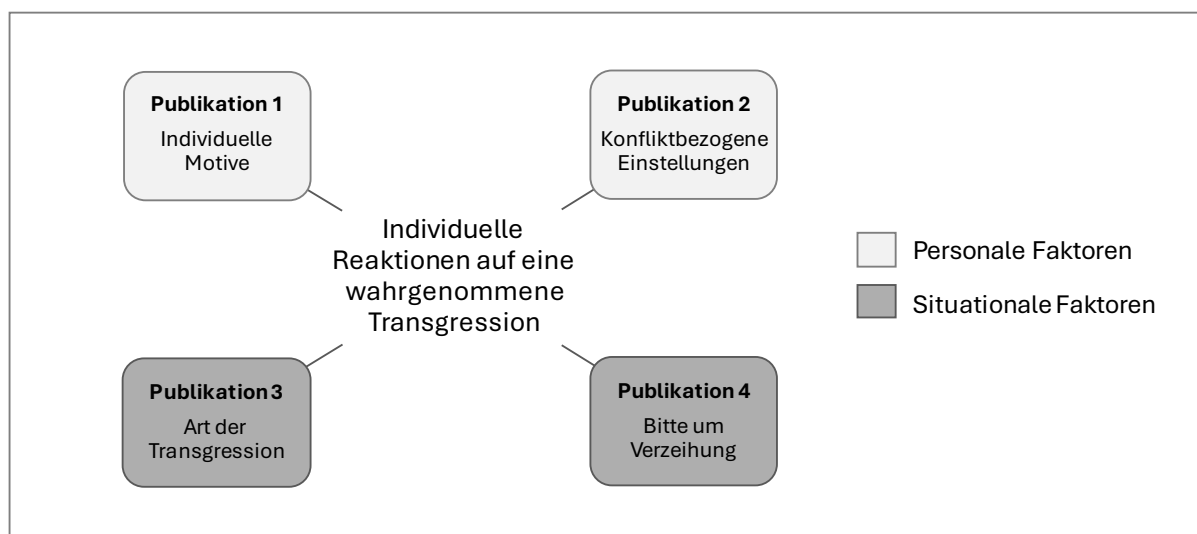 Publikation 1
Individuelle
Motive
Publikation 2
Konfliktbezogene
Einstellungen
Individuelle
Reaktionen auf eine
wahrgenommene
Transgression
Personale Faktoren
Situationale Faktoren
Publikation 3
Art der
Transgression
Publikation 4
Bitte um
Verzeihung